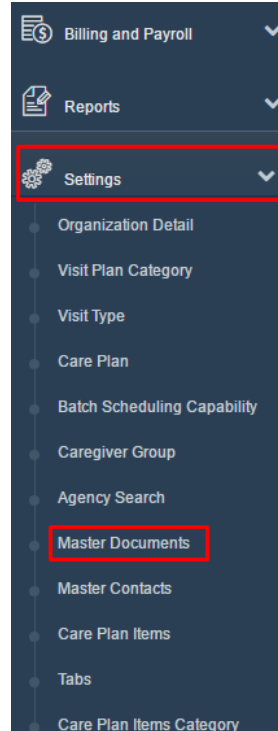 Billing and Payroll
Reports
Settings
Organization Detail
Visit Plan Category
Visit Type
Care Plan
Batch Scheduling Capability
Caregiver Group
Agency Search
Master Documents
Master Contacts
Care Plan Items
Tabs
Care Plan Items Category